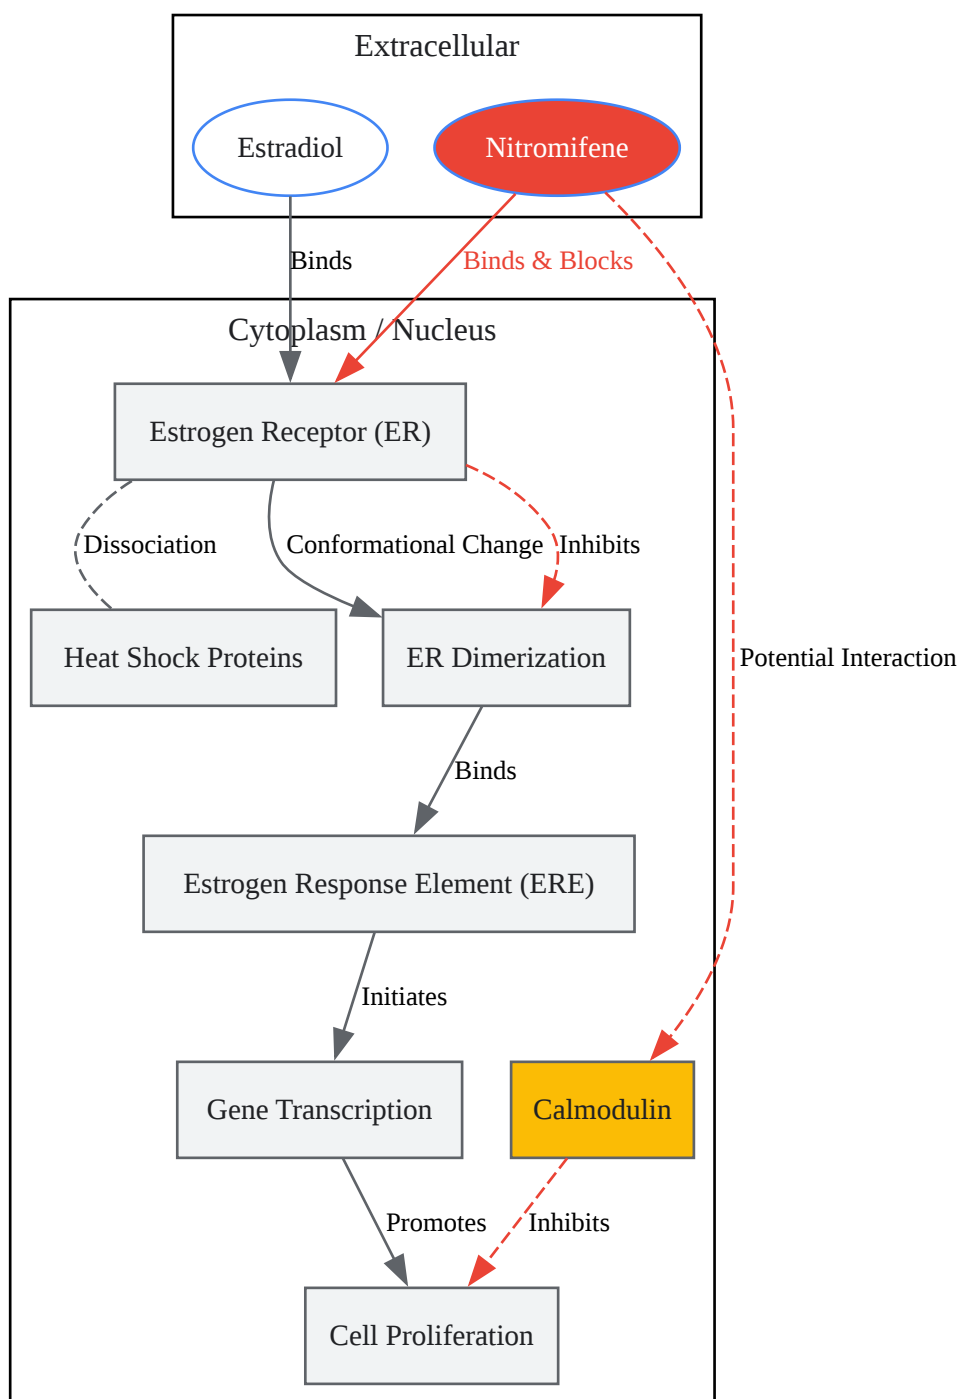 Extracellular
Estradiol
Nitromifene
Binds
Binds & Blocks
Cytoplasm / Nucleus
Estrogen Receptor (ER)
Dissociation
Conformational Change
Inhibits
Heat Shock Proteins
ER Dimerization
Potential Interaction
Binds
Estrogen Response Element (ERE)
Initiates
Gene Transcription
Calmodulin
Promotes
Inhibits
Cell Proliferation